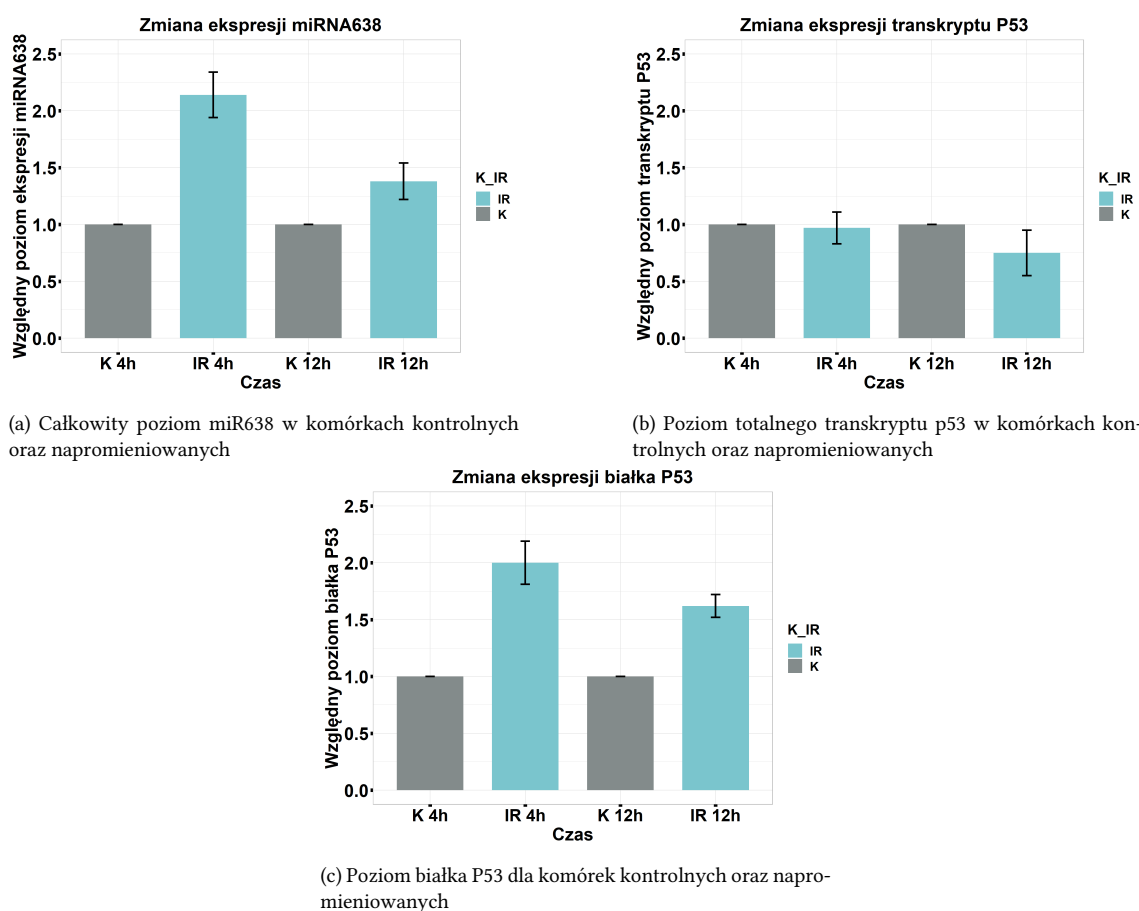 Zmiana ekspresji miRNA638
Względny poziom ekspresji miRNA638
2.5
2.0
1.5
1.0
0.5
0.0
K 4h IR 4h K 12h IR 12h
Czas
K_IR
IR
K
(a) Całkowity poziom miR638 w komórkach kontrolnych
oraz napromieniowanych
Zmiana ekspresji transkryptu P53
Względny poziom transkryptu P53
2.5
2.0
1.5
1.0
0.5
0.0
K 4h IR 4h K 12h IR 12h
Czas
K_IR
IR
K
(b) Poziom totalnego transkryptu p53 w komórkach kon-
trolnych oraz napromieniowanych
Zmiana ekspresji białka P53
Względny poziom białka P53
2.5
2.0
1.5
1.0
0.5
0.0
K 4h IR 4h K 12h IR 12h
Czas
K_IR
IR
K
(c) Poziom białka P53 dla komórek kontrolnych oraz napro-
mieniowanych